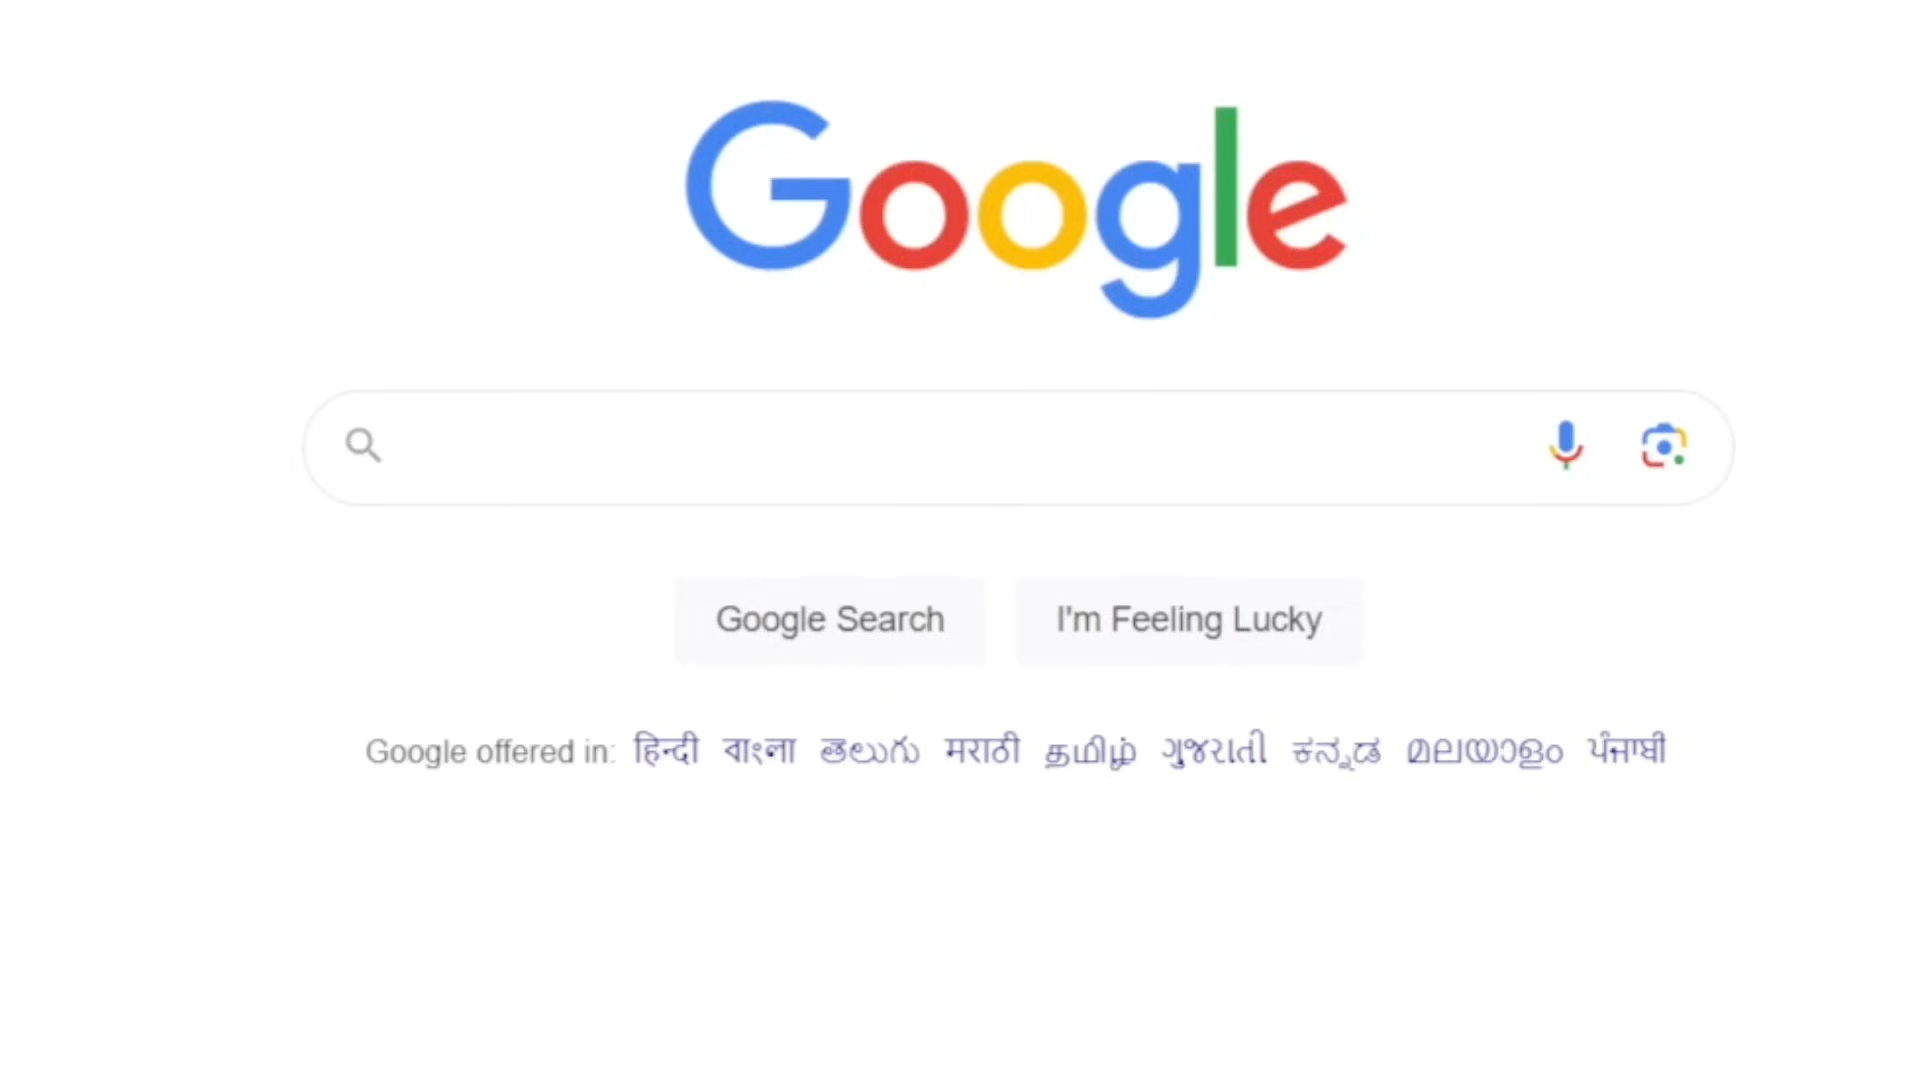 Google
Google Search
I'm Feeling Lucky
Google offered in: हिन्दी বাংলা తెలుగు मराठी தமிழ் ગુજરાતી ಕನ್ನಡ മലയാളം ਪੰਜਾਬੀ